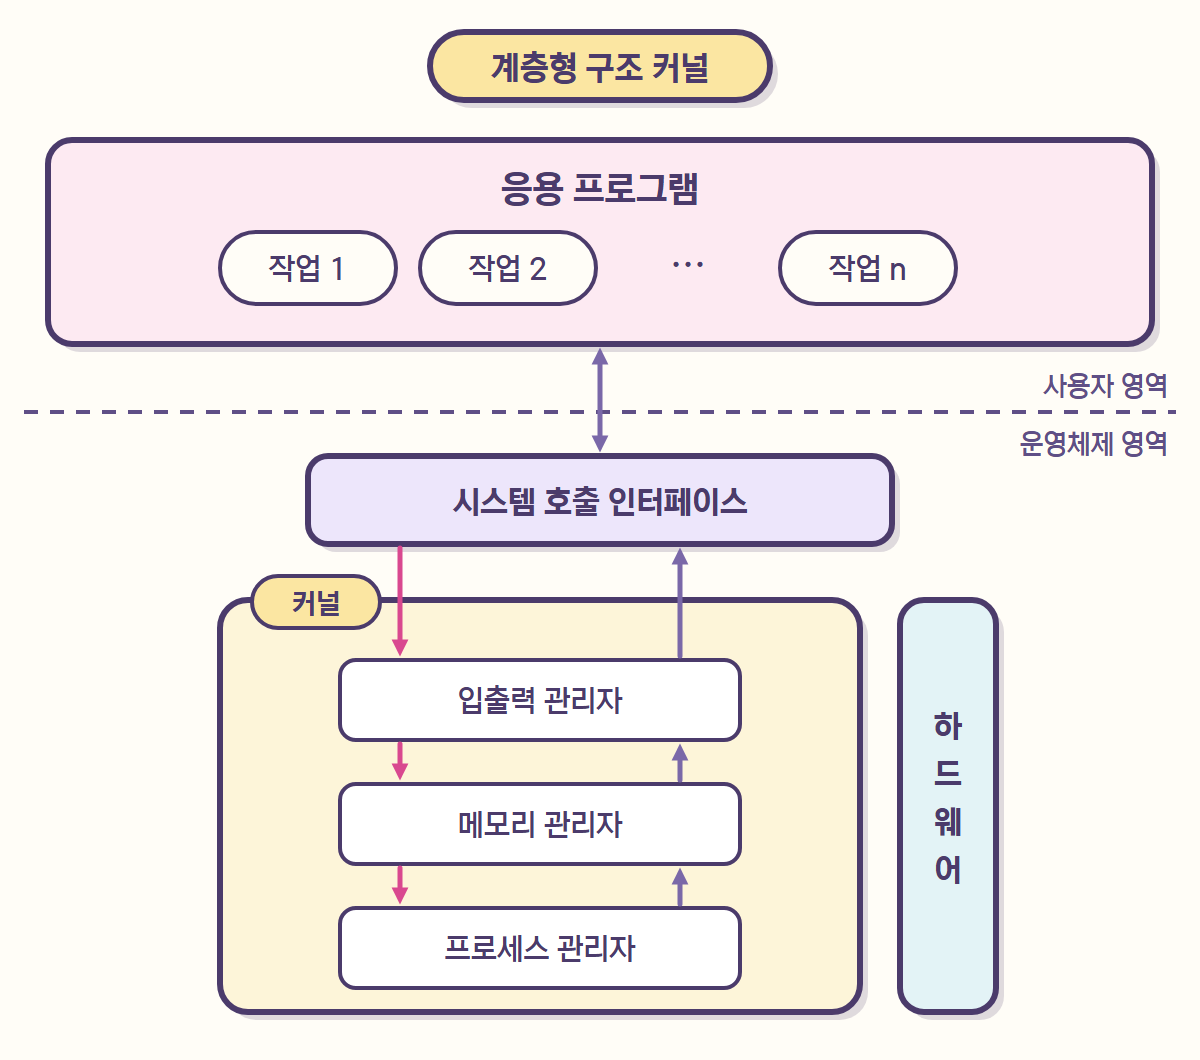 계층형 구조 커널
응용 프로그램
작업 1
작업 2
...
작업 n
사용자 영역
운영체제 영역
시스템 호출 인터페이스
커널
입출력 관리자
메모리 관리자
프로세스 관리자
하
드
웨
어